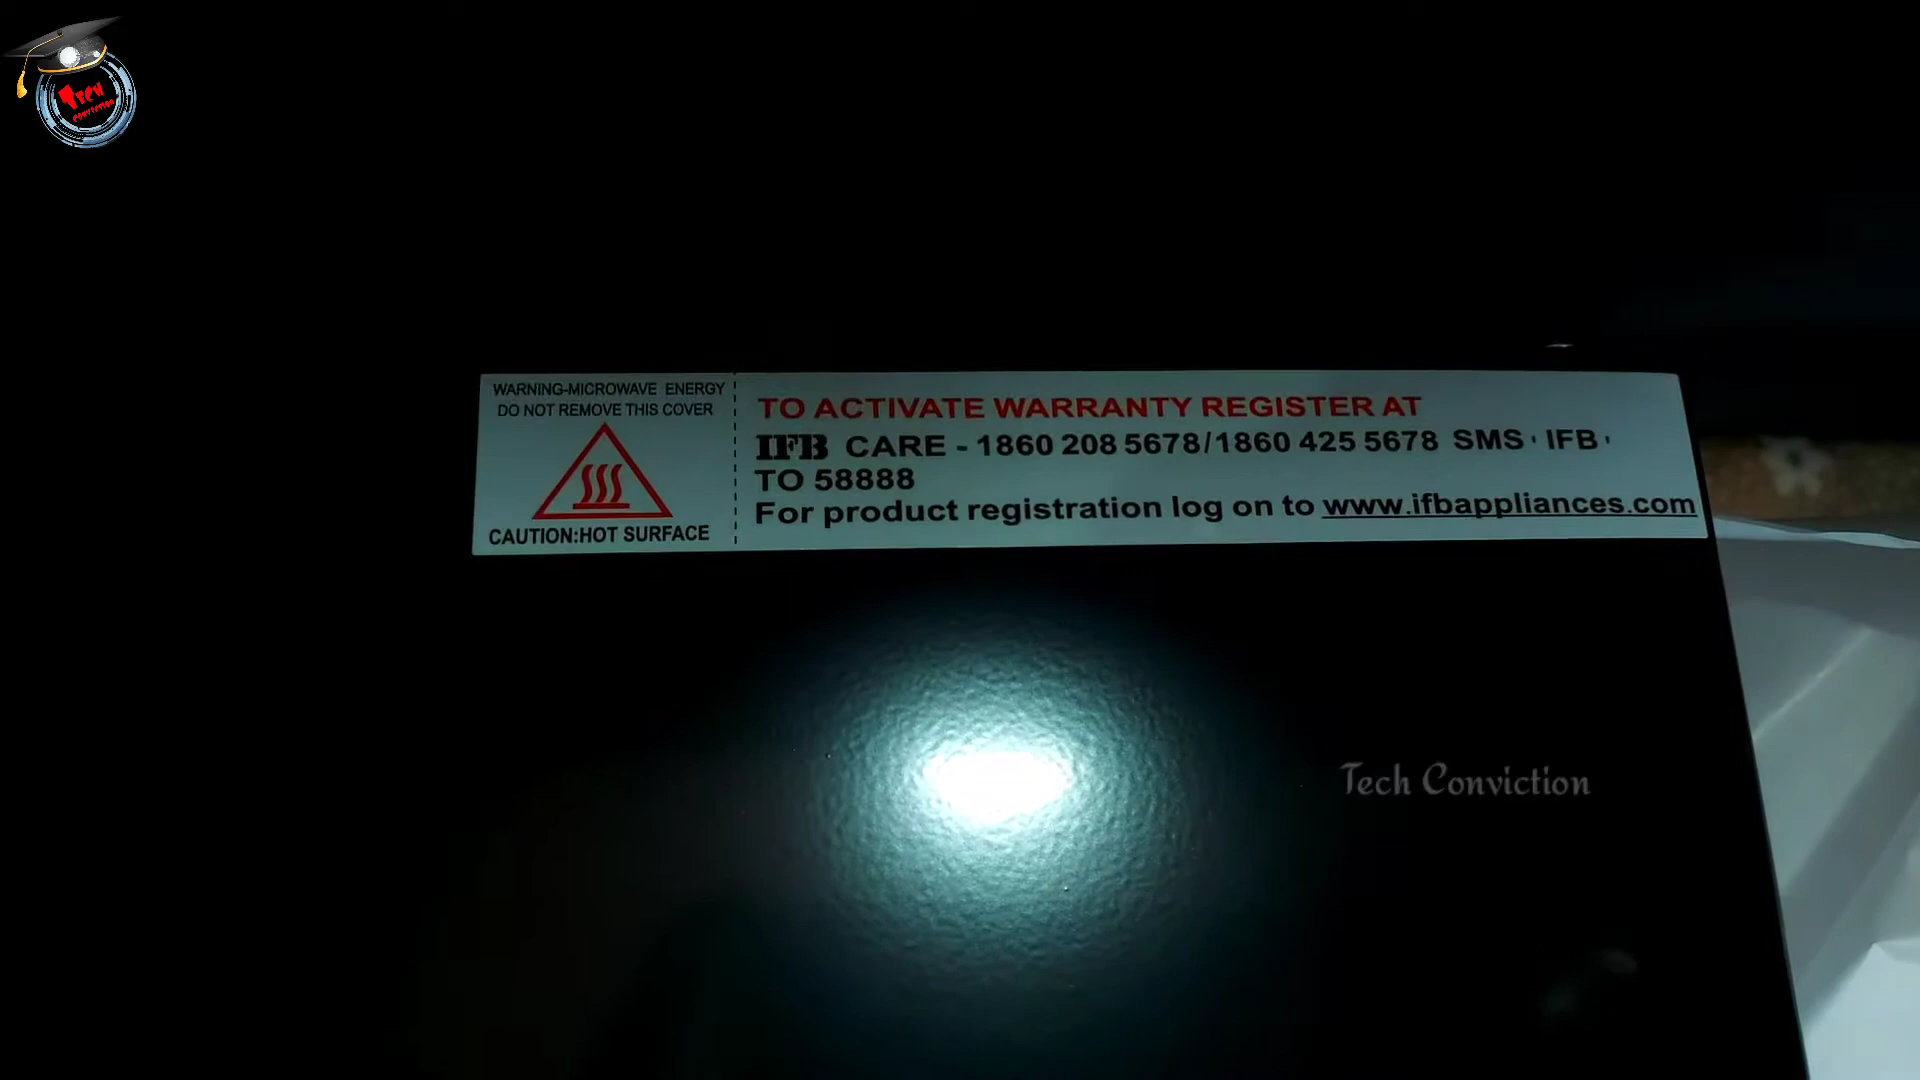 TECH
CONVICTION
WARNING-MICROWAVE ENERGY
DO NOT REMOVE THIS COVER
CAUTION:HOT SURFACE
TO ACTIVATE WARRANTY REGISTER AT
IFB CARE - 1860 208 5678/1860 425 5678 SMS ' IFB '
TO 58888
For product registration log on to www.ifbappliances.com
Tech Conviction